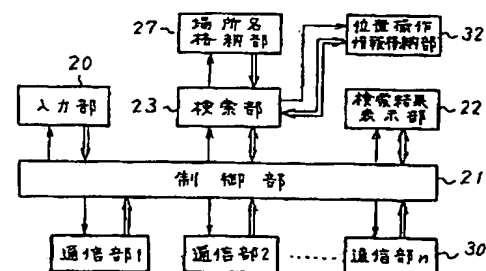 27
場所名
格納部
位置操作
情報格納部
32
20
入力部
23
検索部
検索結果
表示部
22
制御部
21
通信部1
通信部2
......
通信部n
30